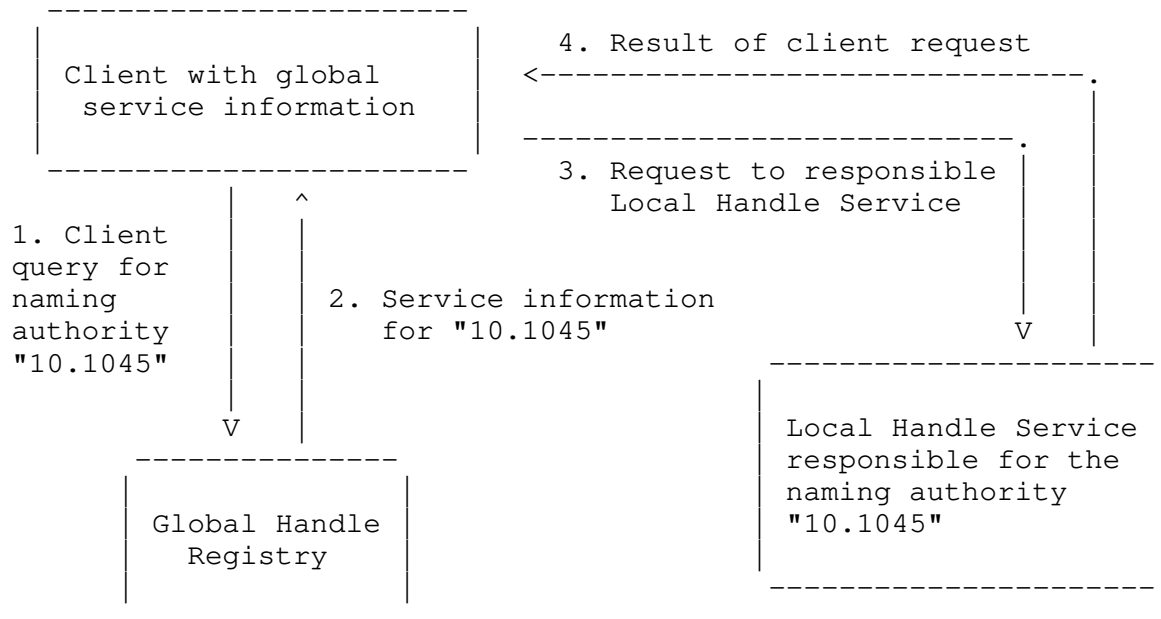 4. Result of client request
Client with global
service information
3. Request to responsible
Local Handle Service
1. Client
query for
naming
authority
"10.1045"
2. Service information
for "10.1045"
Local Handle Service
responsible for the
naming authority
"10.1045"
Global Handle
Registry